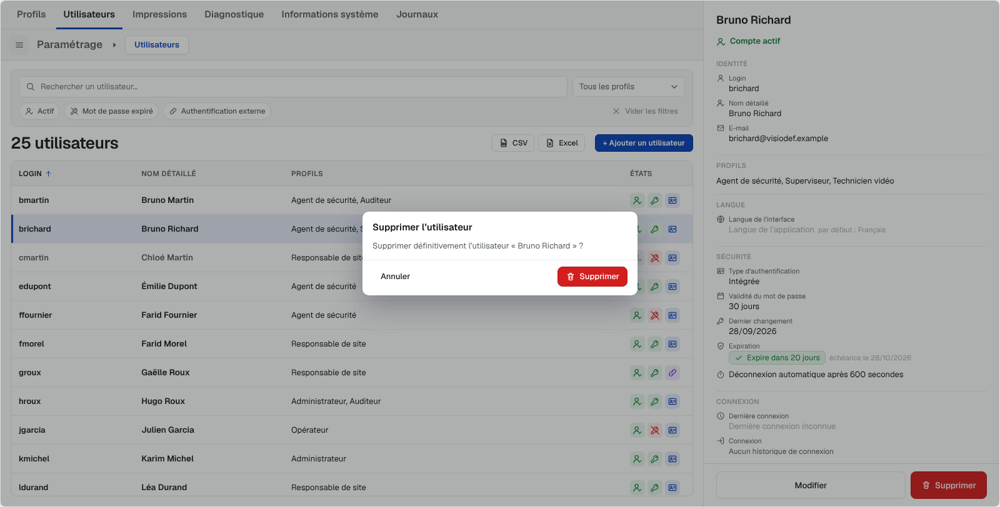 Profils Utilisateurs Impressions Diagnostique Informations système Journaux
Paramétrage Utilisateurs
Rechercher un utilisateur... Tous les profils
Actif Mot de passe expiré Authentification externe Vider les filtres
25 utilisateurs CSV Excel + Ajouter un utilisateur
LOGIN ↑ NOM DÉTAILLÉ PROFILS ÉTATS
bmartin Bruno Martin Agent de sécurité, Auditeur
brichard Bruno Richard Agent de sécurité,
cmartin Chloé Martin Responsable de site
edupont Émilie Dupont Agent de sécurité
ffournier Farid Fournier Agent de sécurité
fmorel Farid Morel Responsable de site
groux Gaëlle Roux Responsable de site
hroux Hugo Roux Administrateur, Auditeur
jgarcia Julien Garcia Opérateur
kmichel Karim Michel Administrateur
ldurand Léa Durand Responsable de site
Supprimer l’utilisateur
Supprimer définitivement l’utilisateur « Bruno Richard » ?
Annuler Supprimer
Bruno Richard
Compte actif
IDENTITÉ
Login
brichard
Nom détaillé
Bruno Richard
E-mail
brichard@visiodef.example
PROFILS
Agent de sécurité, Superviseur, Technicien vidéo
LANGUE
Langue de l’interface
Langue de l’application par défaut : Français
SÉCURITÉ
Type d’authentification
Intégrée
Validité du mot de passe
30 jours
Dernier changement
28/09/2026
Expiration
Expire dans 20 jours échéance le 28/10/2026
Déconnexion automatique après 600 secondes
CONNEXION
Dernière connexion
Dernière connexion inconnue
Connexion
Aucun historique de connexion
Modifier Supprimer